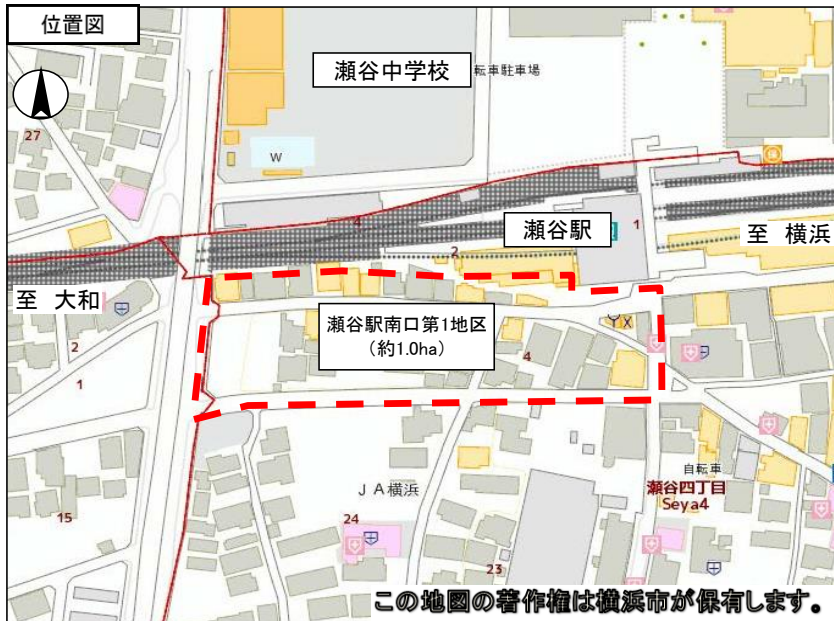 位置図
瀬谷中学校
転車駐車場
27
W
4
瀬谷駅
1
至 横浜
2
至 大和
瀬谷駅南口第1地区
（約1.0ha）
2
4
1
自転車
ＪＡ横浜
瀬谷四丁目
Seya4
15
24
23
この地図の著作権は横浜市が保有します。